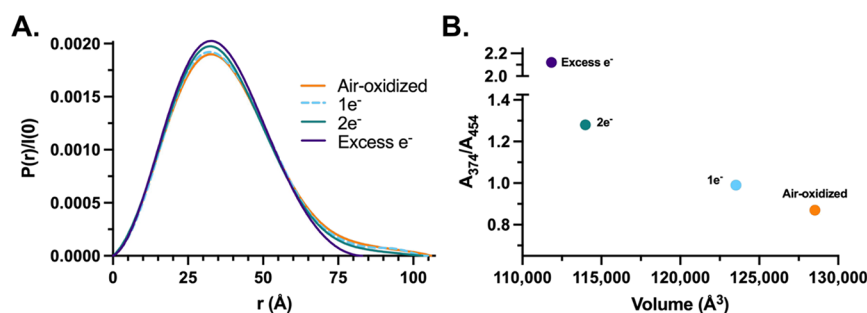 A.
P(r)/I(0)
0.0020
0.0015
0.0010
0.0005
0.0000
0
25
50
75
100
r (Å)
Air-oxidized
1e⁻
2e⁻
Excess e⁻
B.
A₃₇₄/A₄₅₄
2.2
2.0
1.4
1.2
1.0
0.8
Excess e⁻
2e⁻
1e⁻
Air-oxidized
110,000
115,000
120,000
125,000
130,000
Volume (Å³)